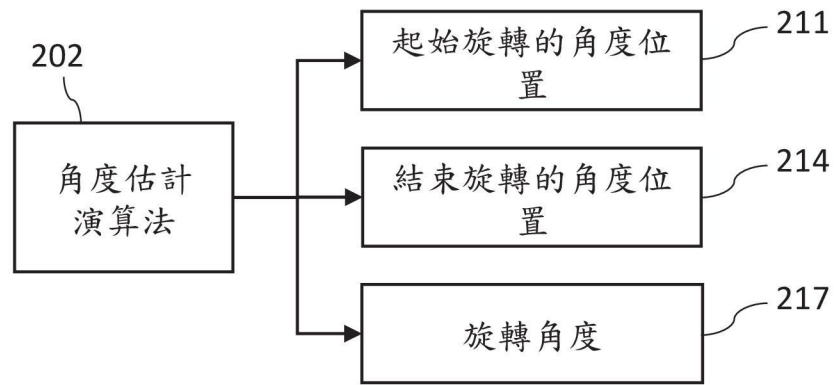 202
角度估計
演算法
起始旋轉的角度位
置
211
結束旋轉的角度位
置
214
旋轉角度
217